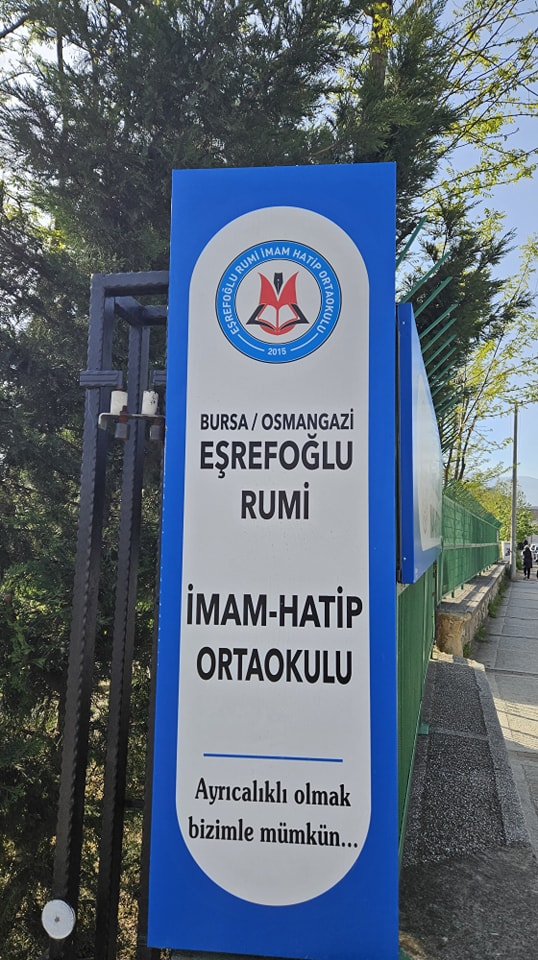 EŞREFOĞLU RUMİ İMAM HATİP ORTAOKULU
2015
BURSA / OSMANGAZİ
EŞREFOĞLU
RUMİ
İMAM-HATİP
ORTAOKULU
Ayrıcalıklı olmak
bizimle mümkün...